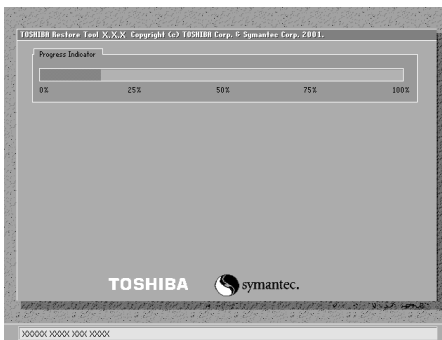 TOSHIBA Restore Tool X.X.X Copyright (c) TOSHIBA Corp. & Symantec Corp. 2001.
Progress Indicator
0% 25% 50% 75% 100%
TOSHIBA symantec.
XXXXX XXXX XXX XXXX